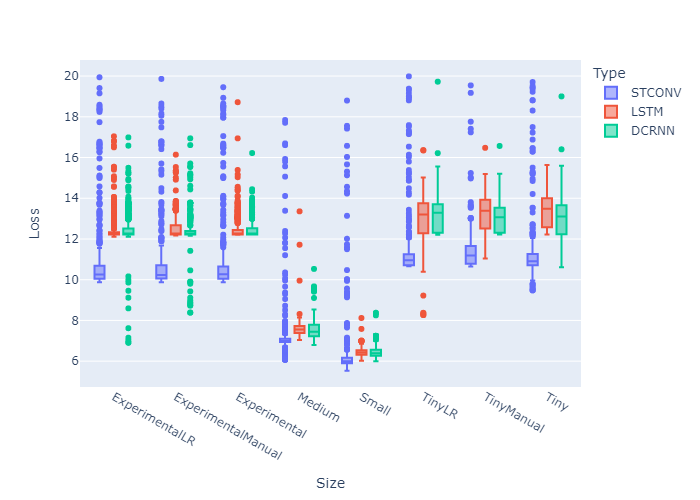 Type
STCONV
LSTM
DCRNN
20
18
16
14
12
10
8
6
Loss
ExperimentalLR
ExperimentalManual
Experimental
Medium
Small
TinyLR
TinyManual
Tiny
Size